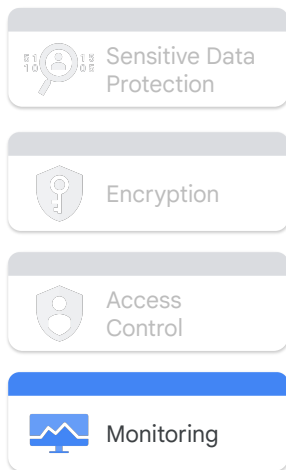 Sensitive Data
Protection
Encryption
Access
Control
Monitoring